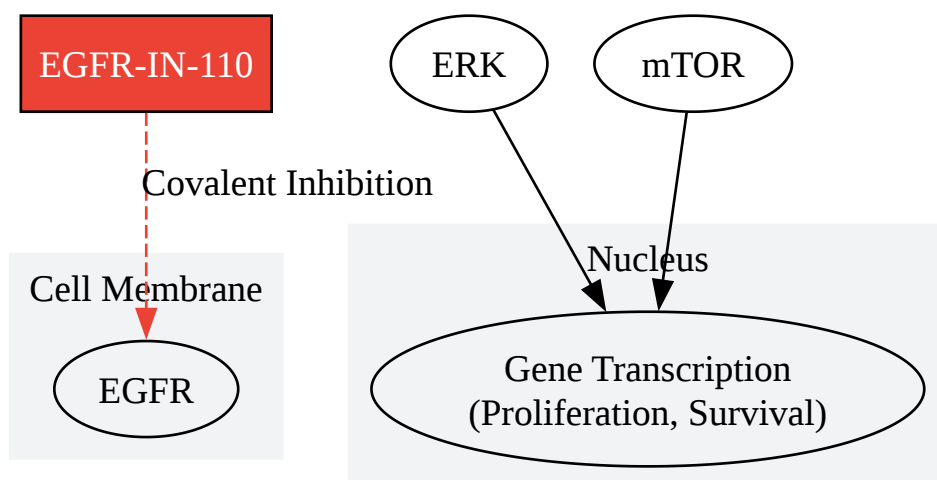 EGFR-IN-110
ERK
mTOR
Covalent Inhibition
Nucleus
Cell Membrane
Gene Transcription
(Proliferation, Survival)
EGFR